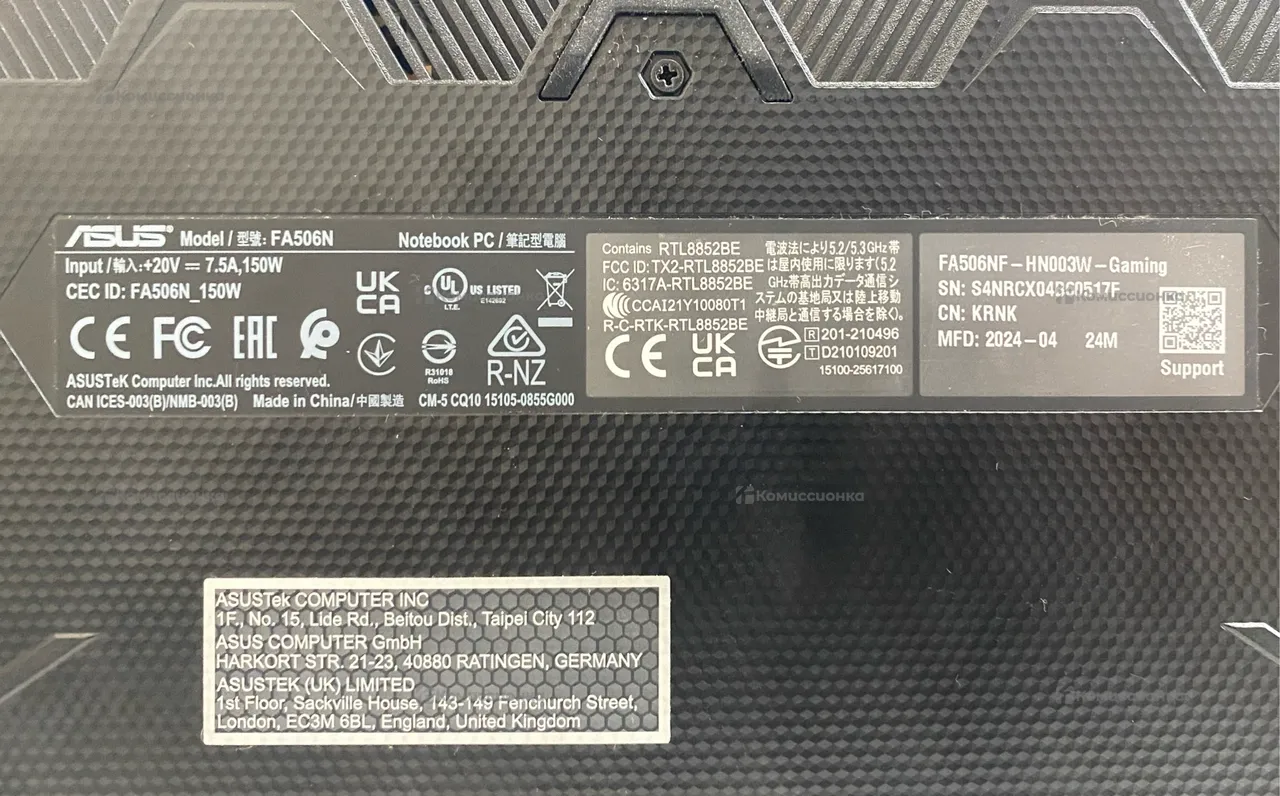 ASUS Model / 型號: FA506N Notebook PC / 筆記型電腦
Input / 輸入:+20V ⎓ 7.5A,150W
CEC ID: FA506N_150W
UK
CA
c UL US LISTED
I.T.E. E142692
CE FC EAC
R31018
RoHS
R-NZ
ASUSTeK Computer Inc.All rights reserved.
CAN ICES-003(B)/NMB-003(B) Made in China/中國製造 CM-5 CQ10 15105-0855G000
Contains RTL8852BE
FCC ID: TX2-RTL8852BE
IC: 6317A-RTL8852BE
CCAI21Y10080T1
R-C-RTK-RTL8852BE
CE UK
CA
電波法により5.2/5.3GHz帯
は屋内使用に限ります(5.2
GHz帯高出力データ通信シ
ステムの基地局又は陸上移動
中継局と通信する場合を除く)。
R 201-210496
T D210109201
15100-25617100
FA506NF-HN003W-Gaming
SN: S4NRCX04B60517F
CN: KRNK
MFD: 2024-04 24M
Support
Комиссионка
ASUSTek COMPUTER INC
1F., No. 15, Lide Rd., Beitou Dist., Taipei City 112
ASUS COMPUTER GmbH
HARKORT STR. 21-23, 40880 RATINGEN, GERMANY
ASUSTEK (UK) LIMITED
1st Floor, Sackville House, 143-149 Fenchurch Street,
London, EC3M 6BL, England, United Kingdom